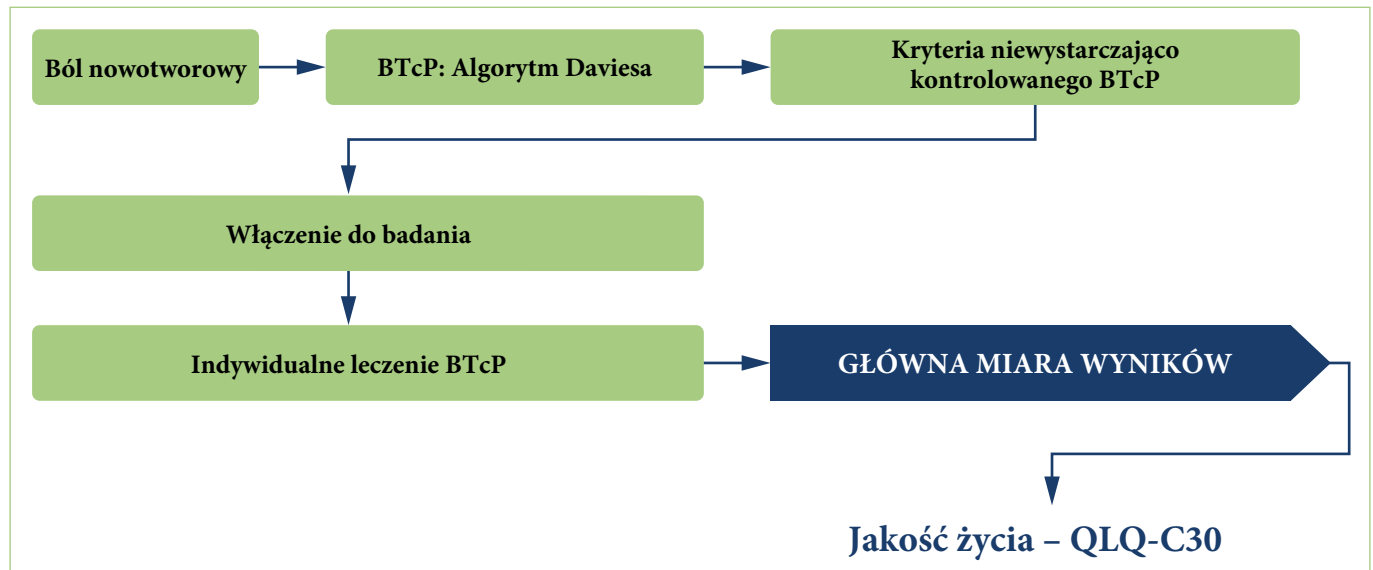 Ból nowotworowy
BTcP: Algorytm Daviesa
Kryteria niewystarczająco
kontrolowanego BTcP
Włączenie do badania
Indywidualne leczenie BTcP
GŁÓWNA MIARA WYNIKÓW
Jakość życia – QLQ-C30